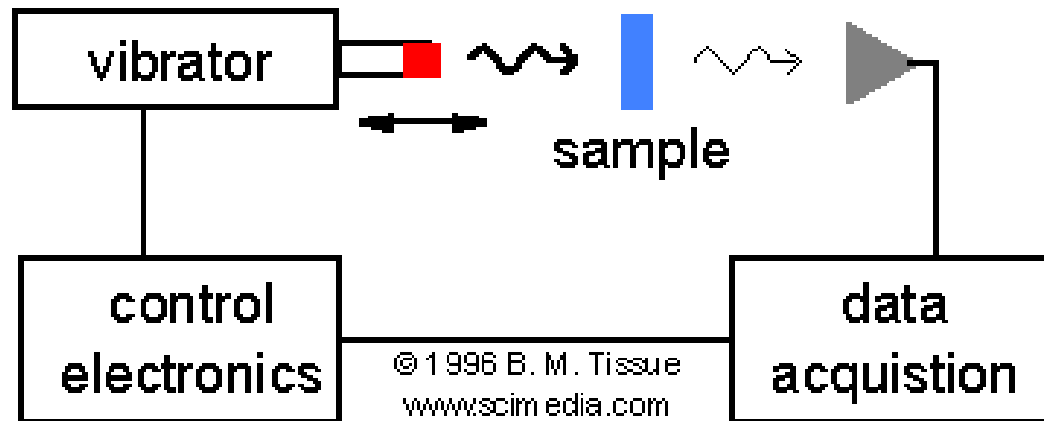 vibrator
sample
control
electronics
data
acquistion
© 1996 B. M. Tissue
www.scimedia.com